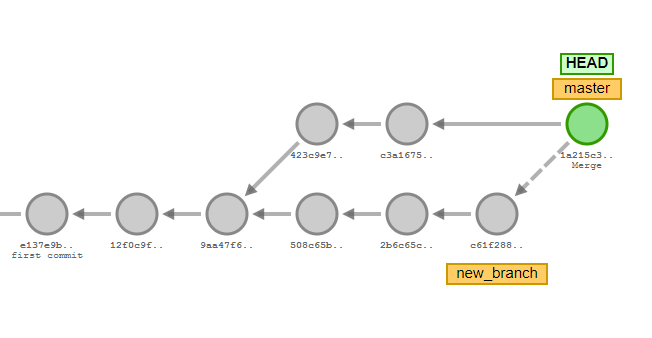 HEAD
master
423c9e7..
c3a1675..
1a215c3..
Merge
e137e9b..
first commit
12f0c9f..
9aa47f6..
508c65b..
2b6c65c..
c61f288..
new_branch